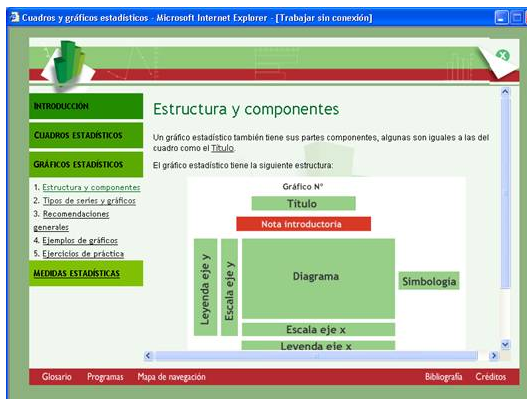 Cuadros y gráficos estadísticos - Microsoft Internet Explorer - [Trabajar sin conexión]
INTRODUCCIÓN
CUADROS ESTADÍSTICOS
GRÁFICOS ESTADÍSTICOS
1. Estructura y componentes
2. Tipos de series y gráficos
3. Recomendaciones
generales
4. Ejemplos de gráficos
5. Ejercicios de práctica
MEDIDAS ESTADÍSTICAS
Estructura y componentes
Un gráfico estadístico también tiene sus partes componentes, algunas son iguales a las del
cuadro como el Título.
El gráfico estadístico tiene la siguiente estructura:
Gráfico Nº
Título
Nota introductoria
Leyenda eje y
Escala eje y
Diagrama
Simbología
Escala eje x
Leyenda eje x
Glosario Programas Mapa de navegación Bibliografía Créditos